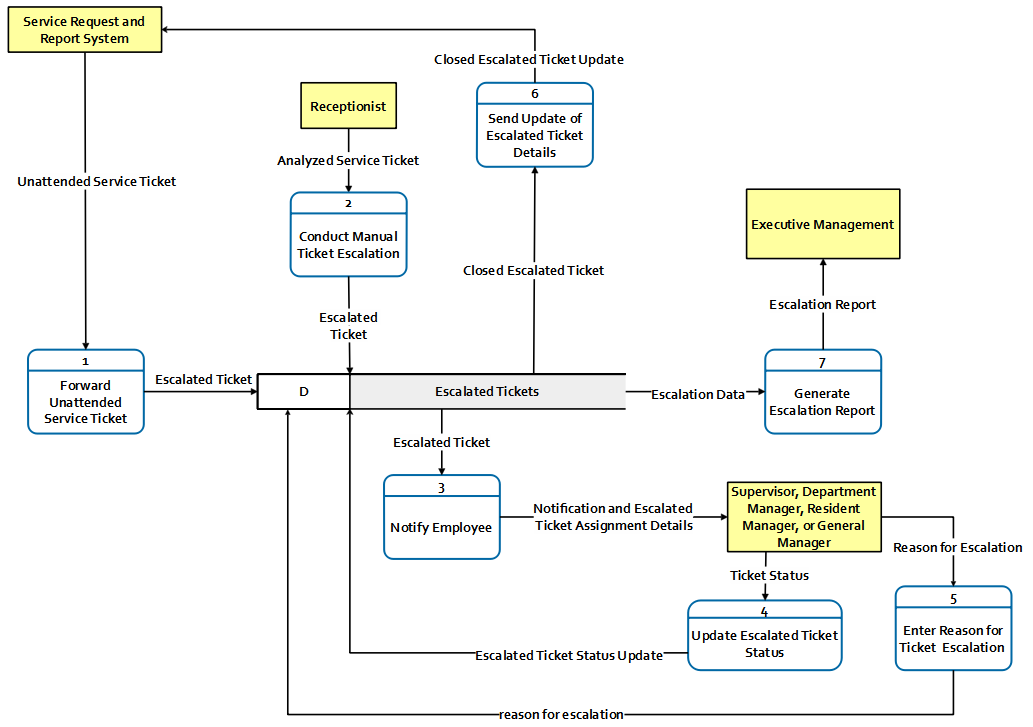 Service Request and
Report System
Closed Escalated Ticket Update
6
Send Update of
Escalated Ticket
Details
Receptionist
Analyzed Service Ticket
Unattended Service Ticket
2
Conduct Manual
Ticket Escalation
Executive Management
Closed Escalated Ticket
Escalation Report
Escalated
Ticket
1
Forward
Unattended
Service Ticket
Escalated Ticket
D
Escalated Tickets
Escalation Data
7
Generate
Escalation Report
Escalated Ticket
3
Notify Employee
Notification and Escalated
Ticket Assignment Details
Supervisor, Department
Manager, Resident
Manager, or General
Manager
Reason for Escalation
Ticket Status
4
Update Escalated Ticket
Status
5
Enter Reason for
Ticket Escalation
Escalated Ticket Status Update
reason for escalation